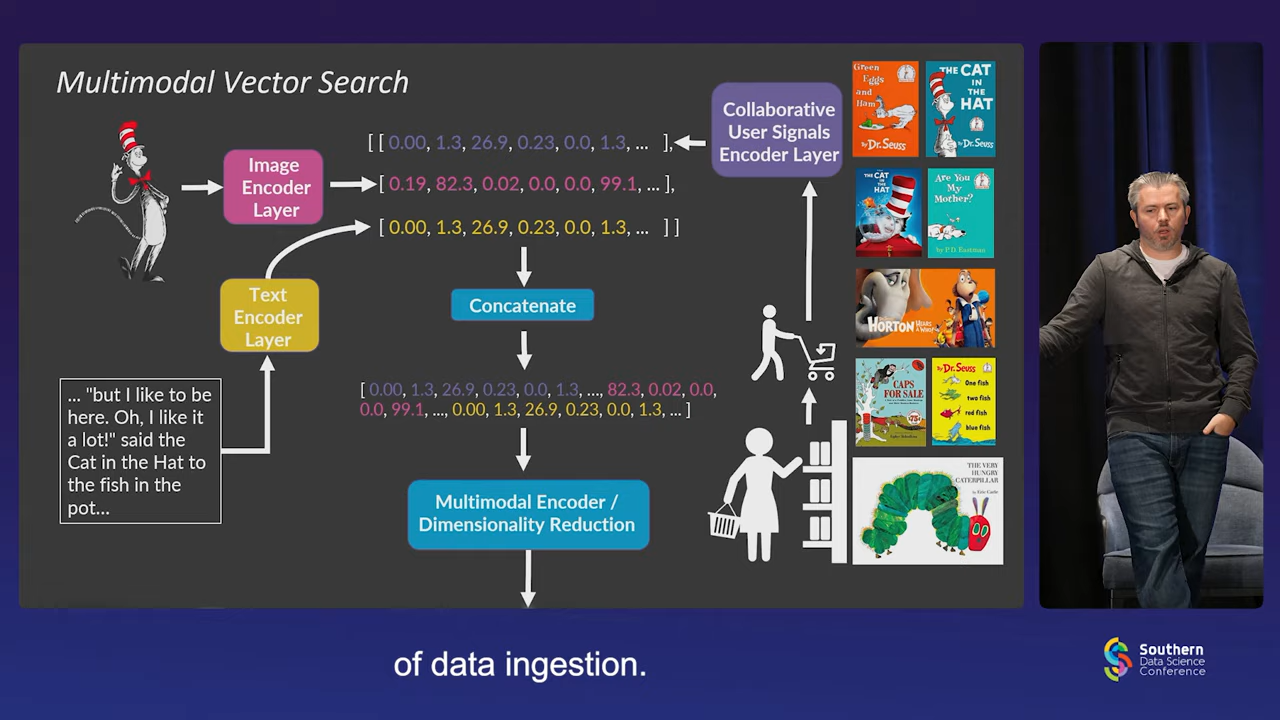 Multimodal Vector Search
Image
Encoder
Layer
[ [ 0.00, 1.3, 26.9, 0.23, 0.0, 1.3, ... ],
[ 0.19, 82.3, 0.02, 0.0, 0.0, 99.1, ... ],
[ 0.00, 1.3, 26.9, 0.23, 0.0, 1.3, ... ] ]
Collaborative
User Signals
Encoder Layer
Text
Encoder
Layer
... "but I like to be
here. Oh, I like it
a lot!" said the
Cat in the Hat to
the fish in the
pot...
Concatenate
[ 0.00, 1.3, 26.9, 0.23, 0.0, 1.3, ..., 82.3, 0.02, 0.0,
0.0, 99.1, ..., 0.00, 1.3, 26.9, 0.23, 0.0, 1.3, ... ]
Multimodal Encoder /
Dimensionality Reduction
Green
Eggs
and
Ham
By Dr. Seuss
THE CAT
IN
THE
HAT
By Dr. Seuss
THE CAT
IN THE
HAT
Are You
My
Mother?
by P.D. Eastman
HORTON
HEARS
A WHO!
CAPS
FOR SALE
By Dr. Seuss
One fish
two fish
red fish
blue fish
THE VERY
HUNGRY
CATERPILLAR
by Eric Carle
of data ingestion.
Southern
Data Science
Conference